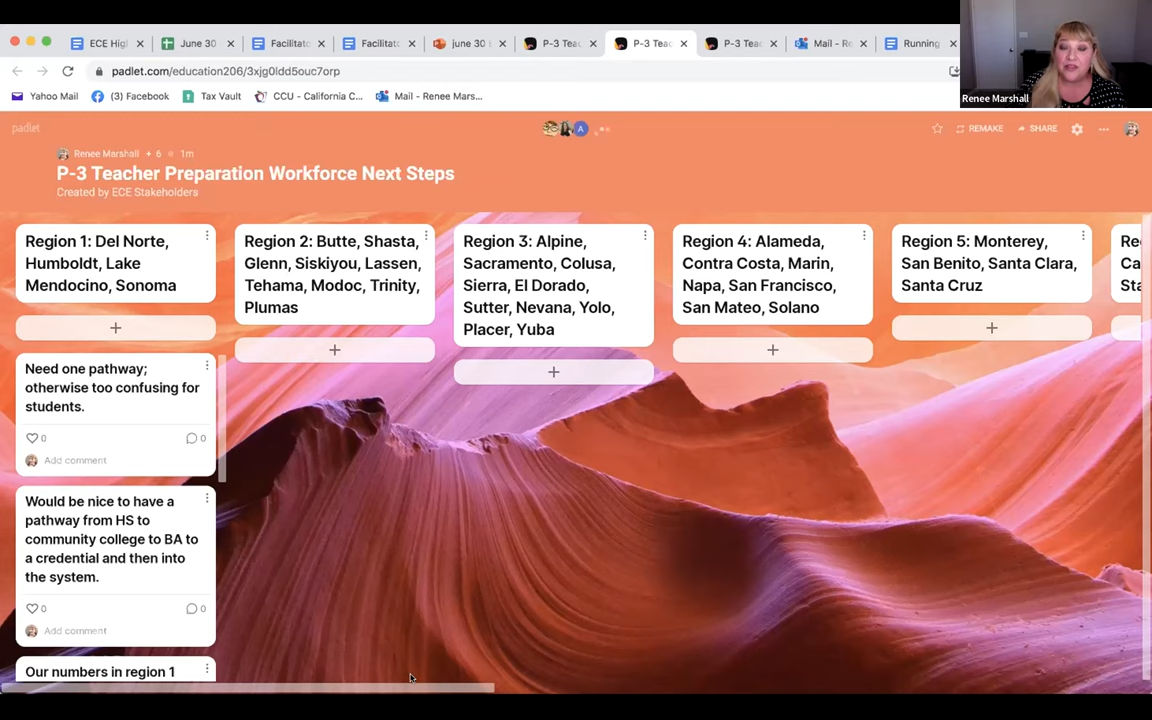 ECE Hig
June 30
Facilitato
Facilitato
june 30
P-3 Teac
P-3 Teac
P-3 Teac
Mail - Re
Running
padlet.com/education206/3xjg0ldd5ouc7orp
Yahoo Mail
(3) Facebook
Tax Vault
CCU - California C...
Mail - Renee Mars...
Renee Marshall
padlet
A
REMAKE
SHARE
Renee Marshall + 6 1m
P-3 Teacher Preparation Workforce Next Steps
Created by ECE Stakeholders
Region 1: Del Norte,
Humboldt, Lake
Mendocino, Sonoma
Need one pathway;
otherwise too confusing for
students.
0 0
Add comment
Would be nice to have a
pathway from HS to
community college to BA to
a credential and then into
the system.
0 0
Add comment
Our numbers in region 1
Region 2: Butte, Shasta,
Glenn, Siskiyou, Lassen,
Tehama, Modoc, Trinity,
Plumas
Region 3: Alpine,
Sacramento, Colusa,
Sierra, El Dorado,
Sutter, Nevana, Yolo,
Placer, Yuba
Region 4: Alameda,
Contra Costa, Marin,
Napa, San Francisco,
San Mateo, Solano
Region 5: Monterey,
San Benito, Santa Clara,
Santa Cruz
Re
Ca
Sta